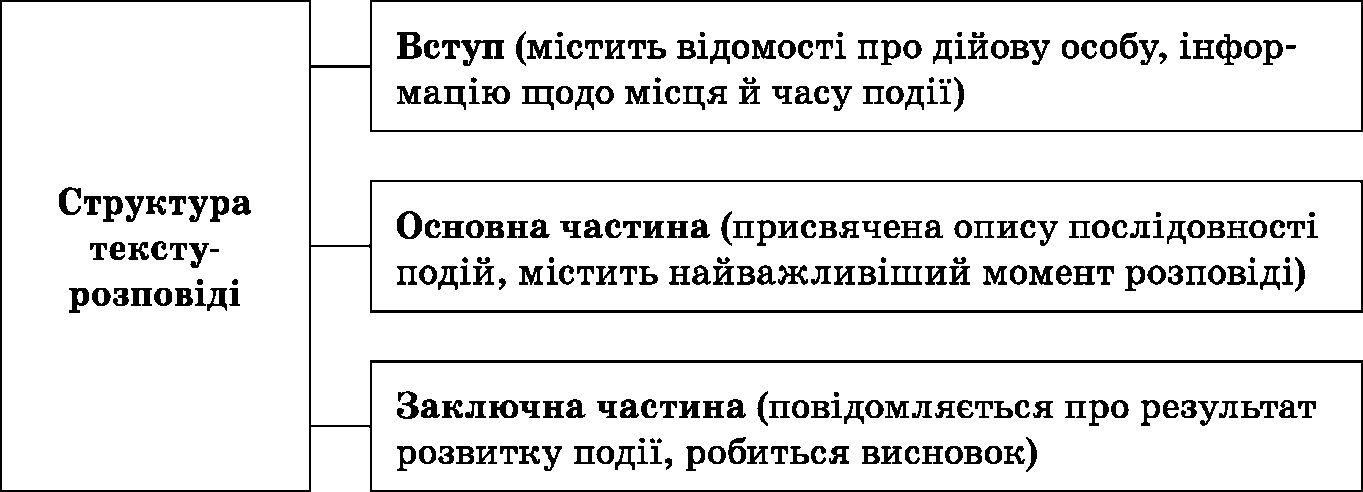 Структура
тексту-
розповіді
Вступ (містить відомості про дійову особу, інфор-
мацію щодо місця й часу події)
Основна частина (присвячена опису послідовності
подій, містить найважливіший момент розповіді)
Заключна частина (повідомляється про результат
розвитку події, робиться висновок)